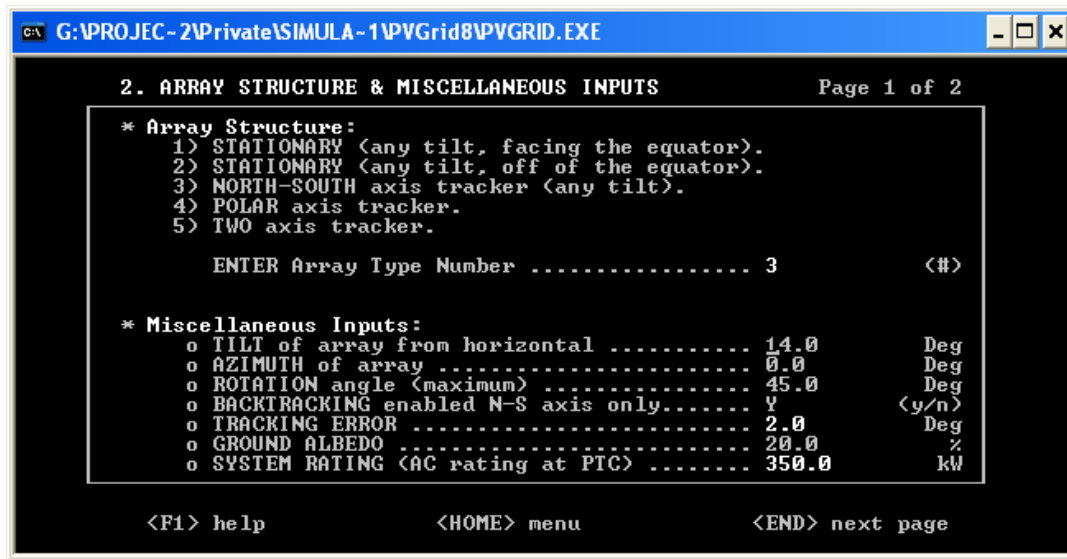 G:\PROJEC~2\Private\SIMULA~1\PVGrid8\PVGRID.EXE
2. ARRAY STRUCTURE & MISCELLANEOUS INPUTS Page 1 of 2
* Array Structure:
1) STATIONARY (any tilt, facing the equator).
2) STATIONARY (any tilt, off of the equator).
3) NORTH-SOUTH axis tracker (any tilt).
4) POLAR axis tracker.
5) TWO axis tracker.
ENTER Array Type Number ................. 3 (#)
* Miscellaneous Inputs:
o TILT of array from horizontal ........... 14.0 Deg
o AZIMUTH of array ........................ 0.0 Deg
o ROTATION angle (maximum) ................ 45.0 Deg
o BACKTRACKING enabled N-S axis only....... Y (y/n)
o TRACKING ERROR .......................... 2.0 Deg
o GROUND ALBEDO ........................... 20.0 %
o SYSTEM RATING (AC rating at PTC) ........ 350.0 kW
<F1> help <HOME> menu <END> next page